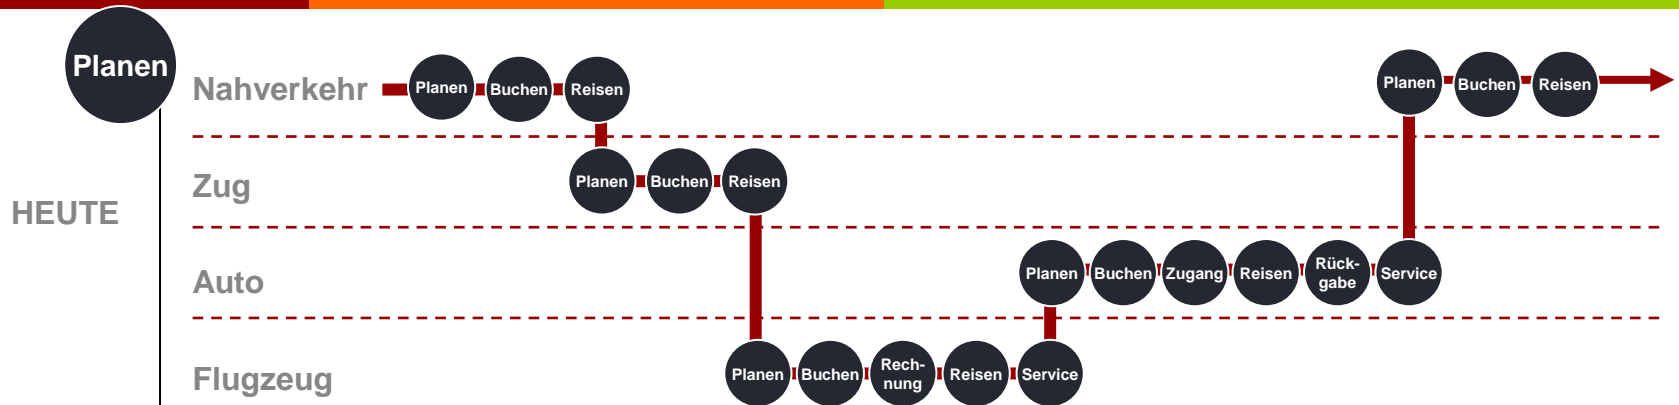 Planen
HEUTE
Nahverkehr
Planen
Buchen
Reisen
Planen
Buchen
Reisen
Zug
Planen
Buchen
Reisen
Auto
Planen
Buchen
Zugang
Reisen
Rück-
gabe
Service
Flugzeug
Planen
Buchen
Rech-
nung
Reisen
Service